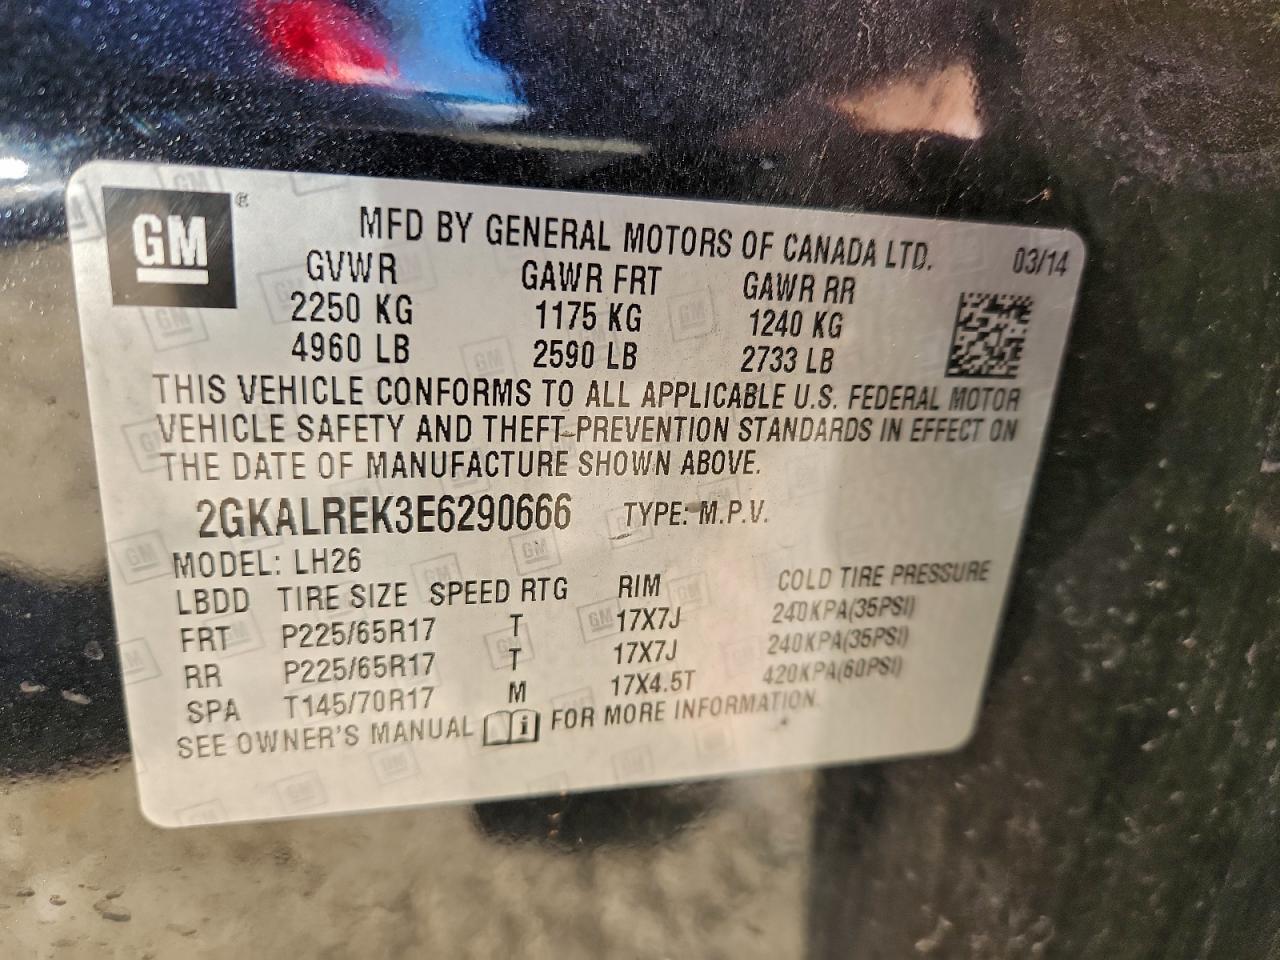 GM ®
MFD BY GENERAL MOTORS OF CANADA LTD.
03/14
GVWR GAWR FRT GAWR RR
2250 KG 1175 KG 1240 KG
4960 LB 2590 LB 2733 LB
THIS VEHICLE CONFORMS TO ALL APPLICABLE U.S. FEDERAL MOTOR
VEHICLE SAFETY AND THEFT PREVENTION STANDARDS IN EFFECT ON
THE DATE OF MANUFACTURE SHOWN ABOVE.
2GKALREK3E6290666 TYPE: M.P.V.
MODEL: LH26
LBDD TIRE SIZE SPEED RTG RIM COLD TIRE PRESSURE
FRT P225/65R17 T 17X7J 240KPA(35PSI)
RR P225/65R17 T 17X7J 240KPA(35PSI)
SPA T145/70R17 M 17X4.5T 420KPA(60PSI)
SEE OWNER'S MANUAL i FOR MORE INFORMATION.